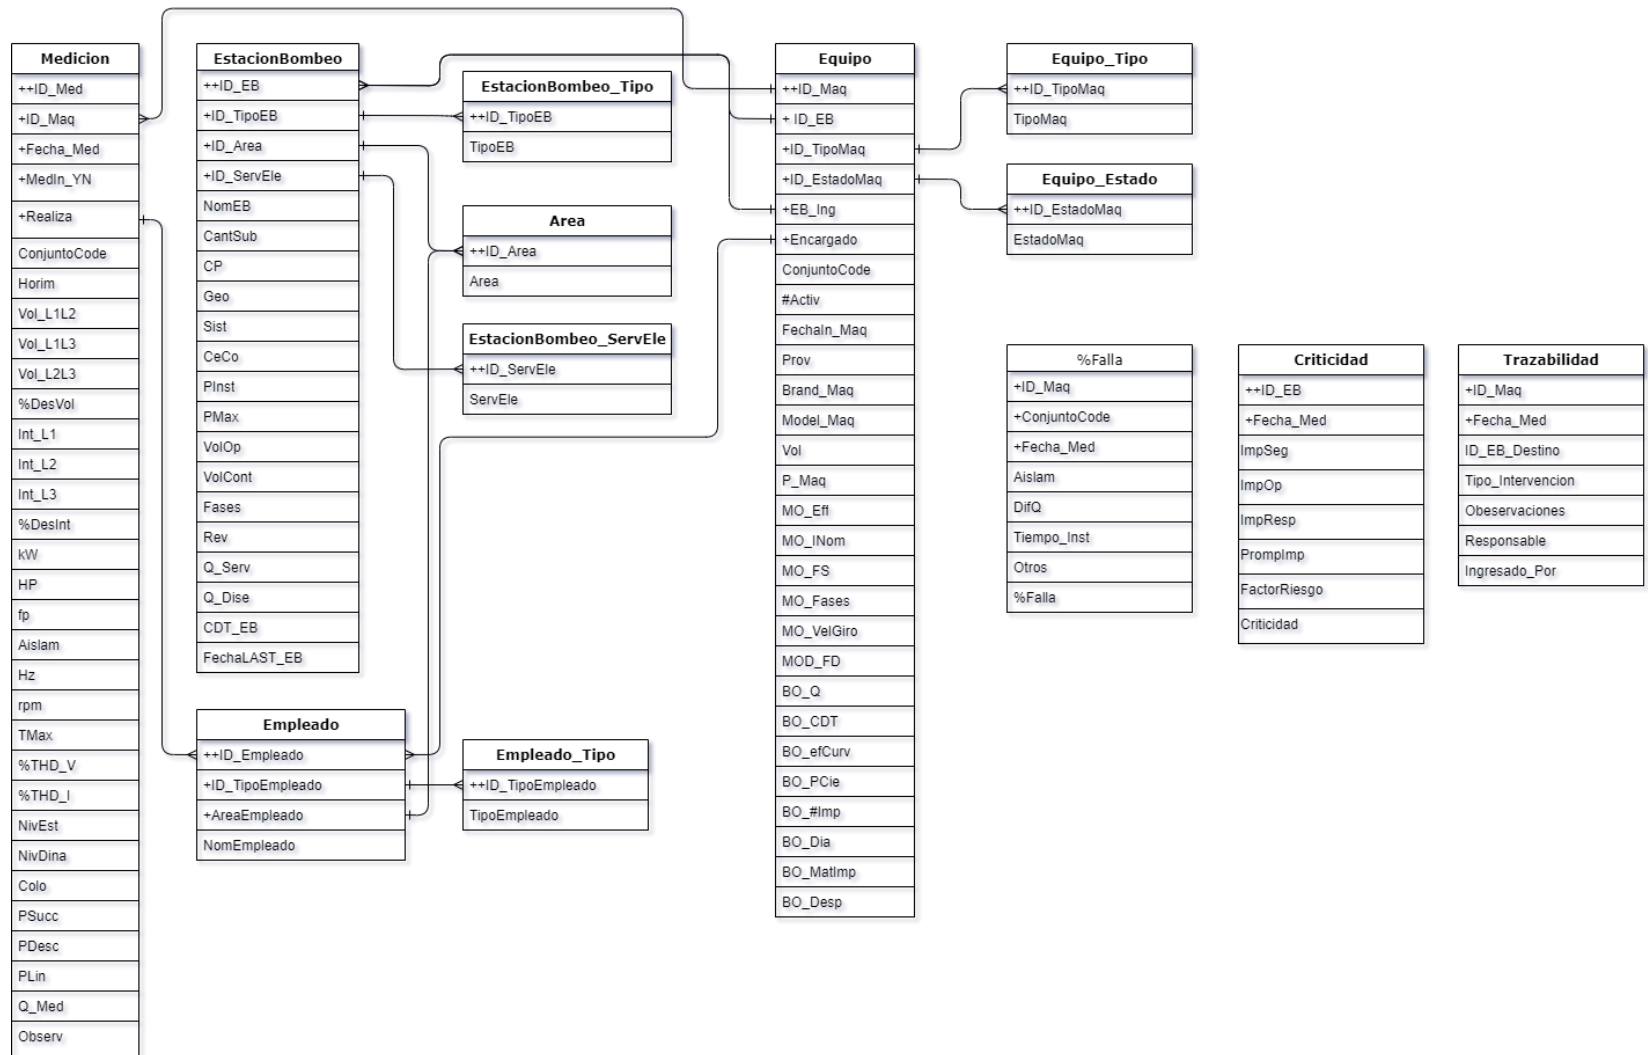 Medicion
++ID_Med
+ID_Maq
+Fecha_Med
+MedIn_YN
+Realiza
ConjuntoCode
Horim
Vol_L1L2
Vol_L1L3
Vol_L2L3
%DesVol
Int_L1
Int_L2
Int_L3
%DesInt
kW
HP
fp
Aislam
Hz
rpm
TMax
%THD_V
%THD_I
NivEst
NivDina
Colo
PSucc
PDesc
PLin
Q_Med
Observ
EstacionBombeo
++ID_EB
+ID_TipoEB
+ID_Area
+ID_ServEle
NomEB
CantSub
CP
Geo
Sist
CeCo
PInst
PMax
VolOp
VolCont
Fases
Rev
Q_Serv
Q_Dise
CDT_EB
FechaLAST_EB
Empleado
++ID_Empleado
+ID_TipoEmpleado
+AreaEmpleado
NomEmpleado
EstacionBombeo_Tipo
++ID_TipoEB
TipoEB
Area
++ID_Area
Area
EstacionBombeo_ServEle
++ID_ServEle
ServEle
Empleado_Tipo
++ID_TipoEmpleado
TipoEmpleado
Equipo
++ID_Maq
+ ID_EB
+ID_TipoMaq
+ID_EstadoMaq
+EB_Ing
+Encargado
ConjuntoCode
#Activ
FechaIn_Maq
Prov
Brand_Maq
Model_Maq
Vol
P_Maq
MO_Eff
MO_INom
MO_FS
MO_Fases
MO_VelGiro
MOD_FD
BO_Q
BO_CDT
BO_efCurv
BO_PCie
BO_#Imp
BO_Dia
BO_MatImp
BO_Desp
Equipo_Tipo
++ID_TipoMaq
TipoMaq
Equipo_Estado
++ID_EstadoMaq
EstadoMaq
%Falla
+ID_Maq
+ConjuntoCode
+Fecha_Med
Aislam
DifQ
Tiempo_Inst
Otros
%Falla
Criticidad
++ID_EB
+Fecha_Med
ImpSeg
ImpOp
ImpResp
PrompImp
FactorRiesgo
Criticidad
Trazabilidad
+ID_Maq
+Fecha_Med
ID_EB_Destino
Tipo_Intervencion
Obeservaciones
Responsable
Ingresado_Por